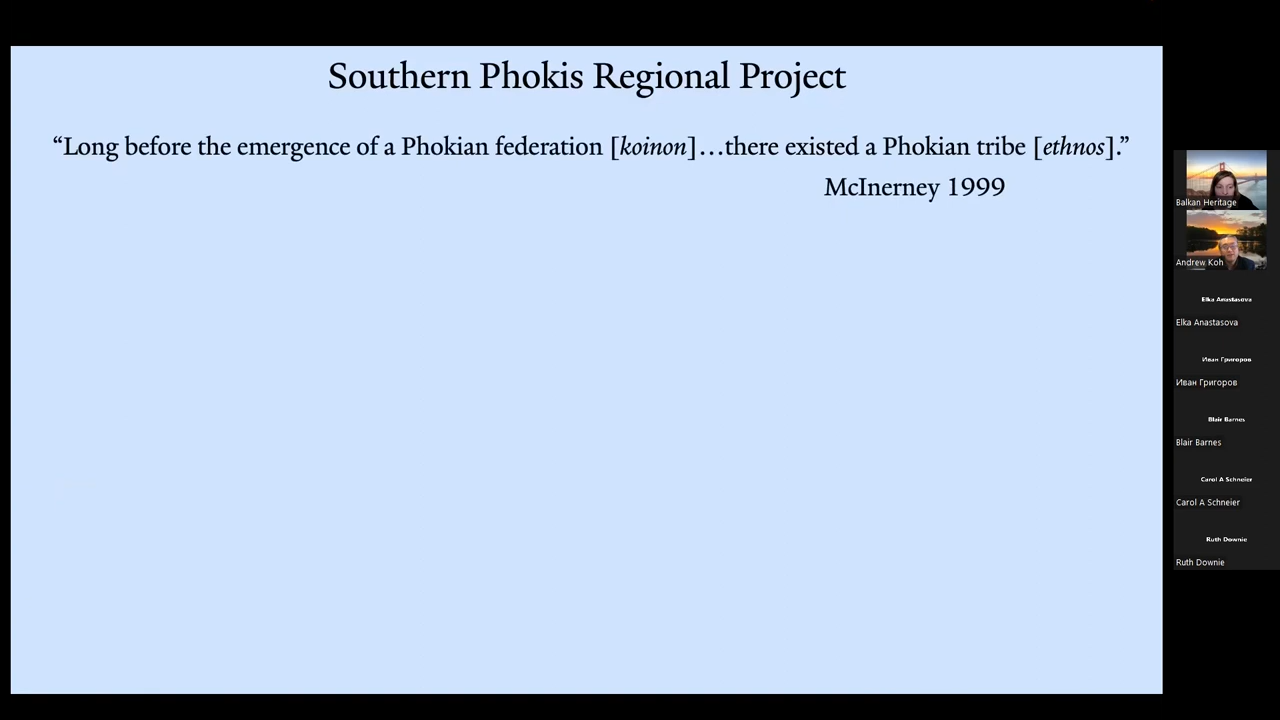 Southern Phokis Regional Project
“Long before the emergence of a Phokian federation [koinon]…there existed a Phokian tribe [ethnos].”
McInerney 1999
Balkan Heritage
Andrew Koh
Elka Anastasova
Elka Anastasova
Иван Григоров
Иван Григоров
Blair Barnes
Blair Barnes
Carol A Schneier
Carol A Schneier
Ruth Downie
Ruth Downie